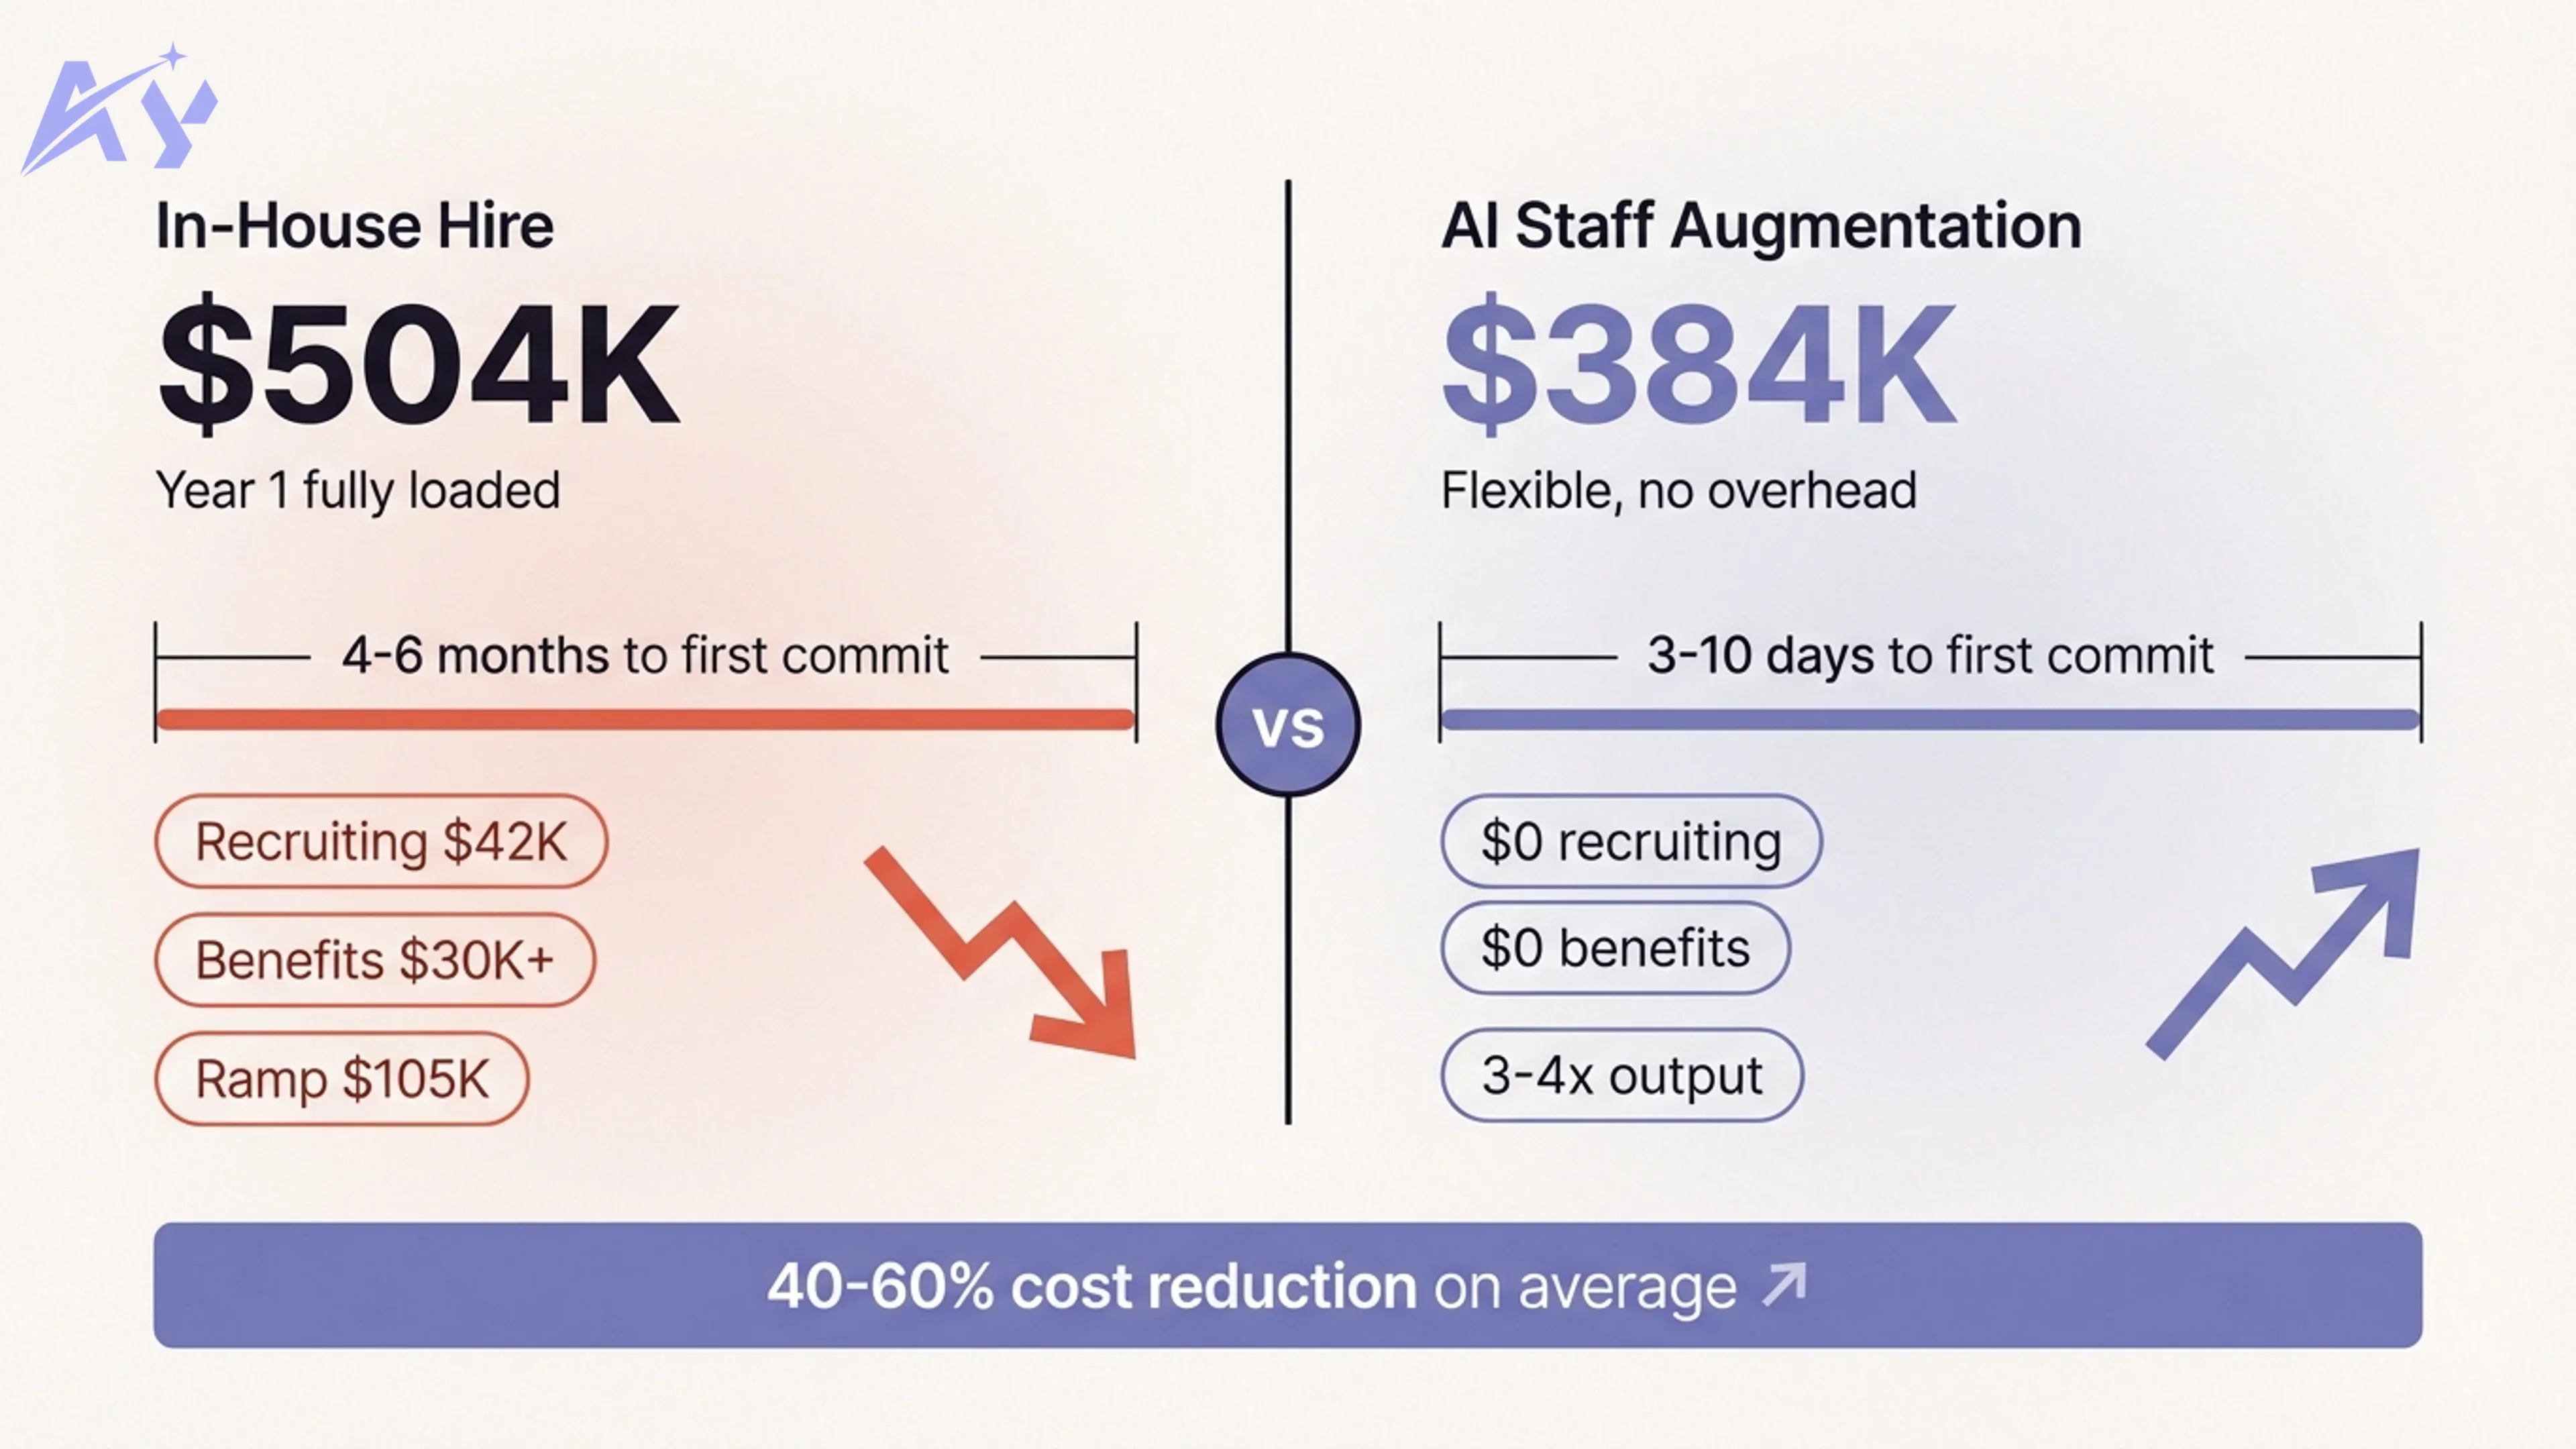 AY
In-House Hire
$504K
Year 1 fully loaded
4-6 months to first commit
Recruiting $42K
Benefits $30K+
Ramp $105K
VS
AI Staff Augmentation
$384K
Flexible, no overhead
3-10 days to first commit
$0 recruiting
$0 benefits
3-4x output
40-60% cost reduction on average